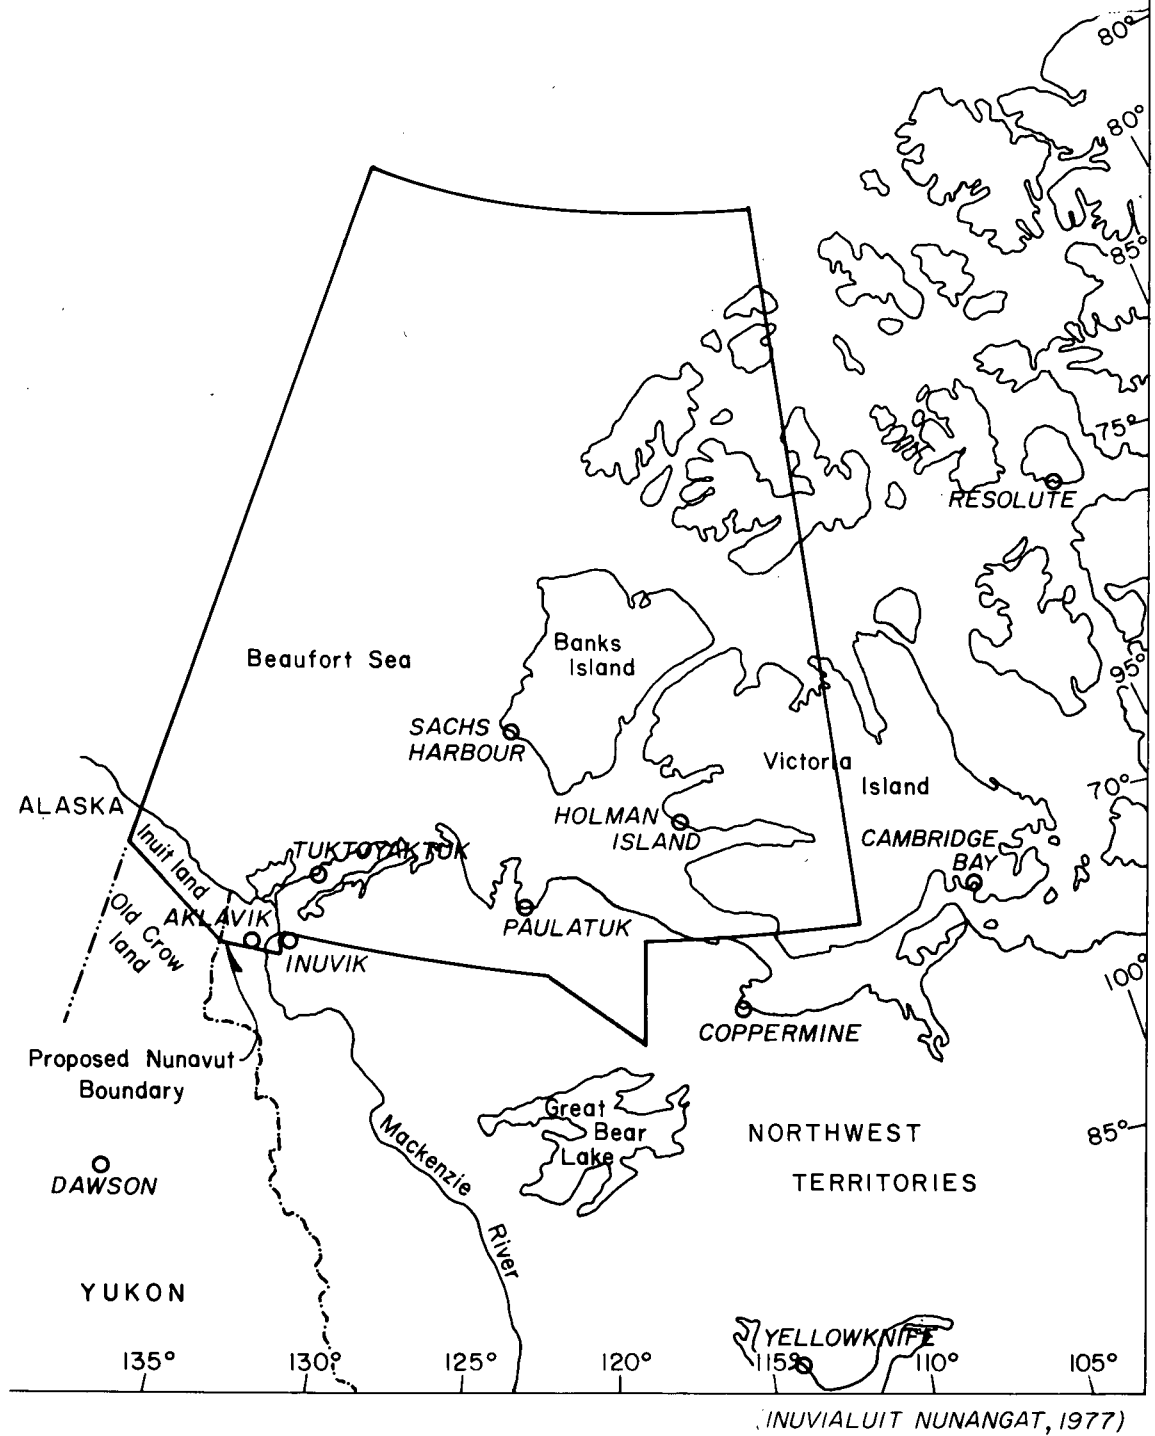 80°
80°
85°
75°
RESOLUTE
Beaufort Sea
Banks
Island
95°
SACHS
HARBOUR
Victoria
Island
70°
ALASKA
HOLMAN
ISLAND
CAMBRIDGE
BAY
Inuit land
TUKTOYAKTUK
Old Crow
land
AKLAVIK
PAULATUK
INUVIK
100°
COPPERMINE
Proposed Nunavut
Boundary
Great
Bear
Lake
Mackenzie
River
NORTHWEST
TERRITORIES
85°
DAWSON
YUKON
YELLOWKNIFE
135°
130°
125°
120°
115°
110°
105°
(INUVIALUIT NUNANGAT, 1977)